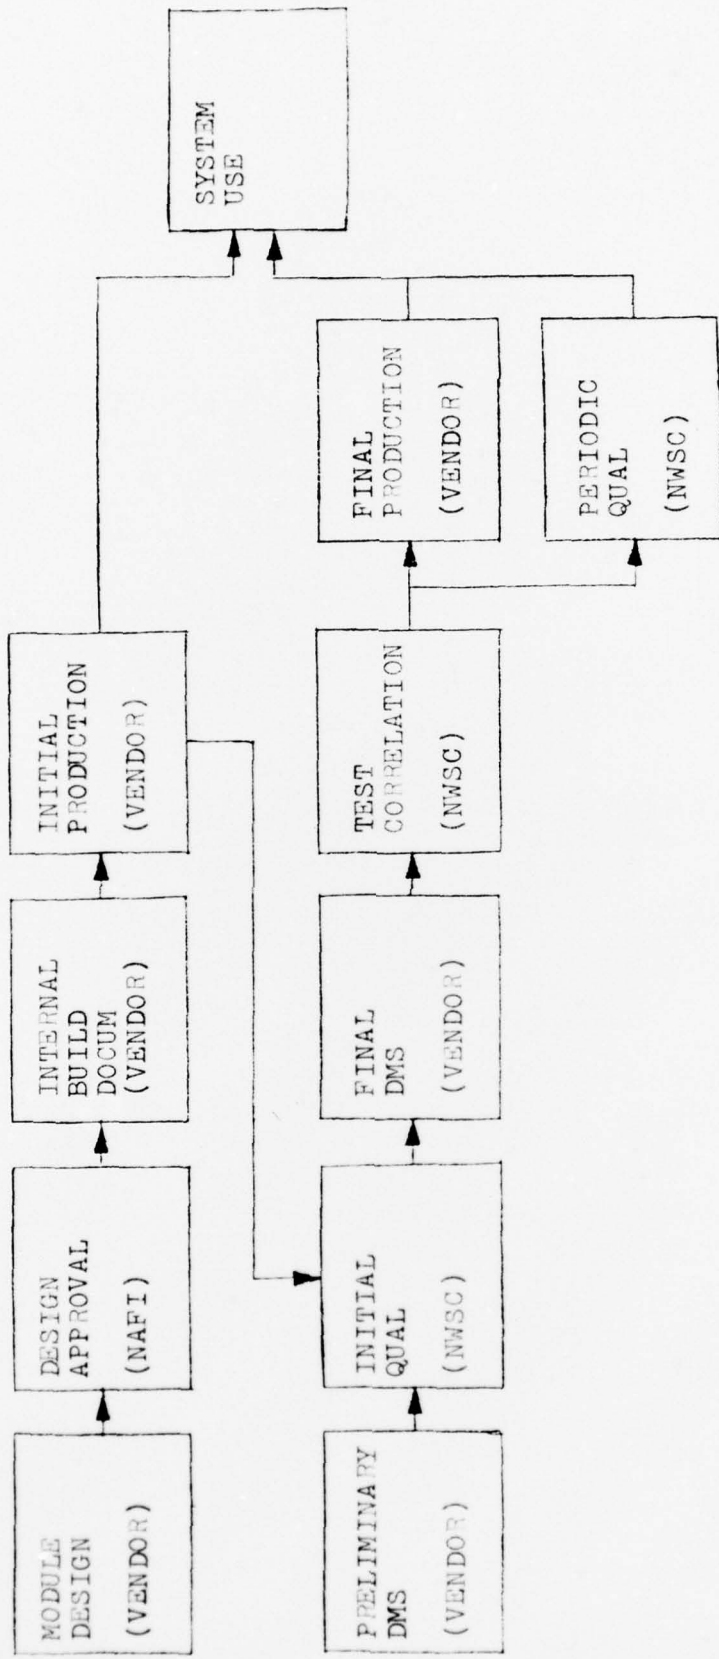 MODULE
DESIGN
(VENDOR)
DESIGN
APPROVAL
(NAFI)
INTERNAL
BUILD
DOCUM
(VENDOR)
INITIAL
PRODUCTION
(VENDOR)
SYSTEM
USE
PRELIMINARY
DMS
(VENDOR)
INITIAL
QUAL
(NWSC)
FINAL
DMS
(VENDOR)
TEST
CORRELATION
(NWSC)
FINAL
PRODUCTION
(VENDOR)
PERIODIC
QUAL
(NWSC)